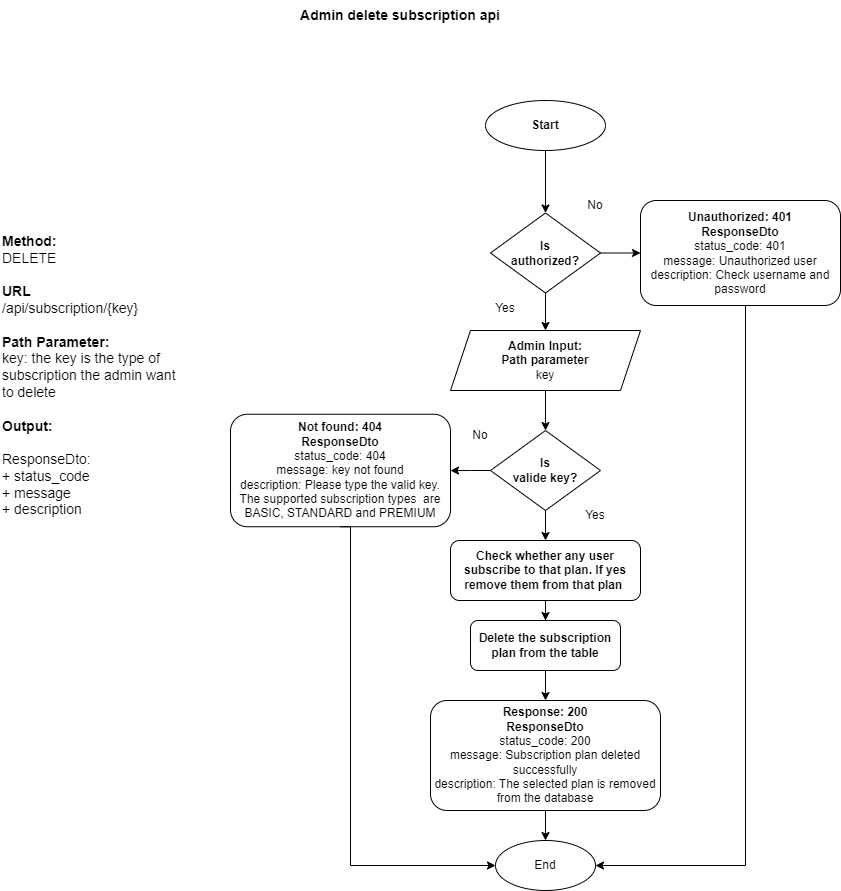 Admin delete subscription api
Start
No
Is
authorized?
Unauthorized: 401
ResponseDto
status_code: 401
message: Unauthorized user
description: Check username and
password
Method:
DELETE
URL
/api/subscription/{key}
Path Parameter:
key: the key is the type of
subscription the admin want
to delete
Output:
ResponseDto:
+ status_code
+ message
+ description
Yes
Admin Input:
Path parameter
key
No
Is
valide key?
Not found: 404
ResponseDto
status_code: 404
message: key not found
description: Please type the valid key.
The supported subscription types  are
BASIC, STANDARD and PREMIUM
Yes
Check whether any user
subscribe to that plan. If yes
remove them from that plan
Delete the subscription
plan from the table
Response: 200
ResponseDto
status_code: 200
message: Subscription plan deleted
successfully
description: The selected plan is removed
from the database
End